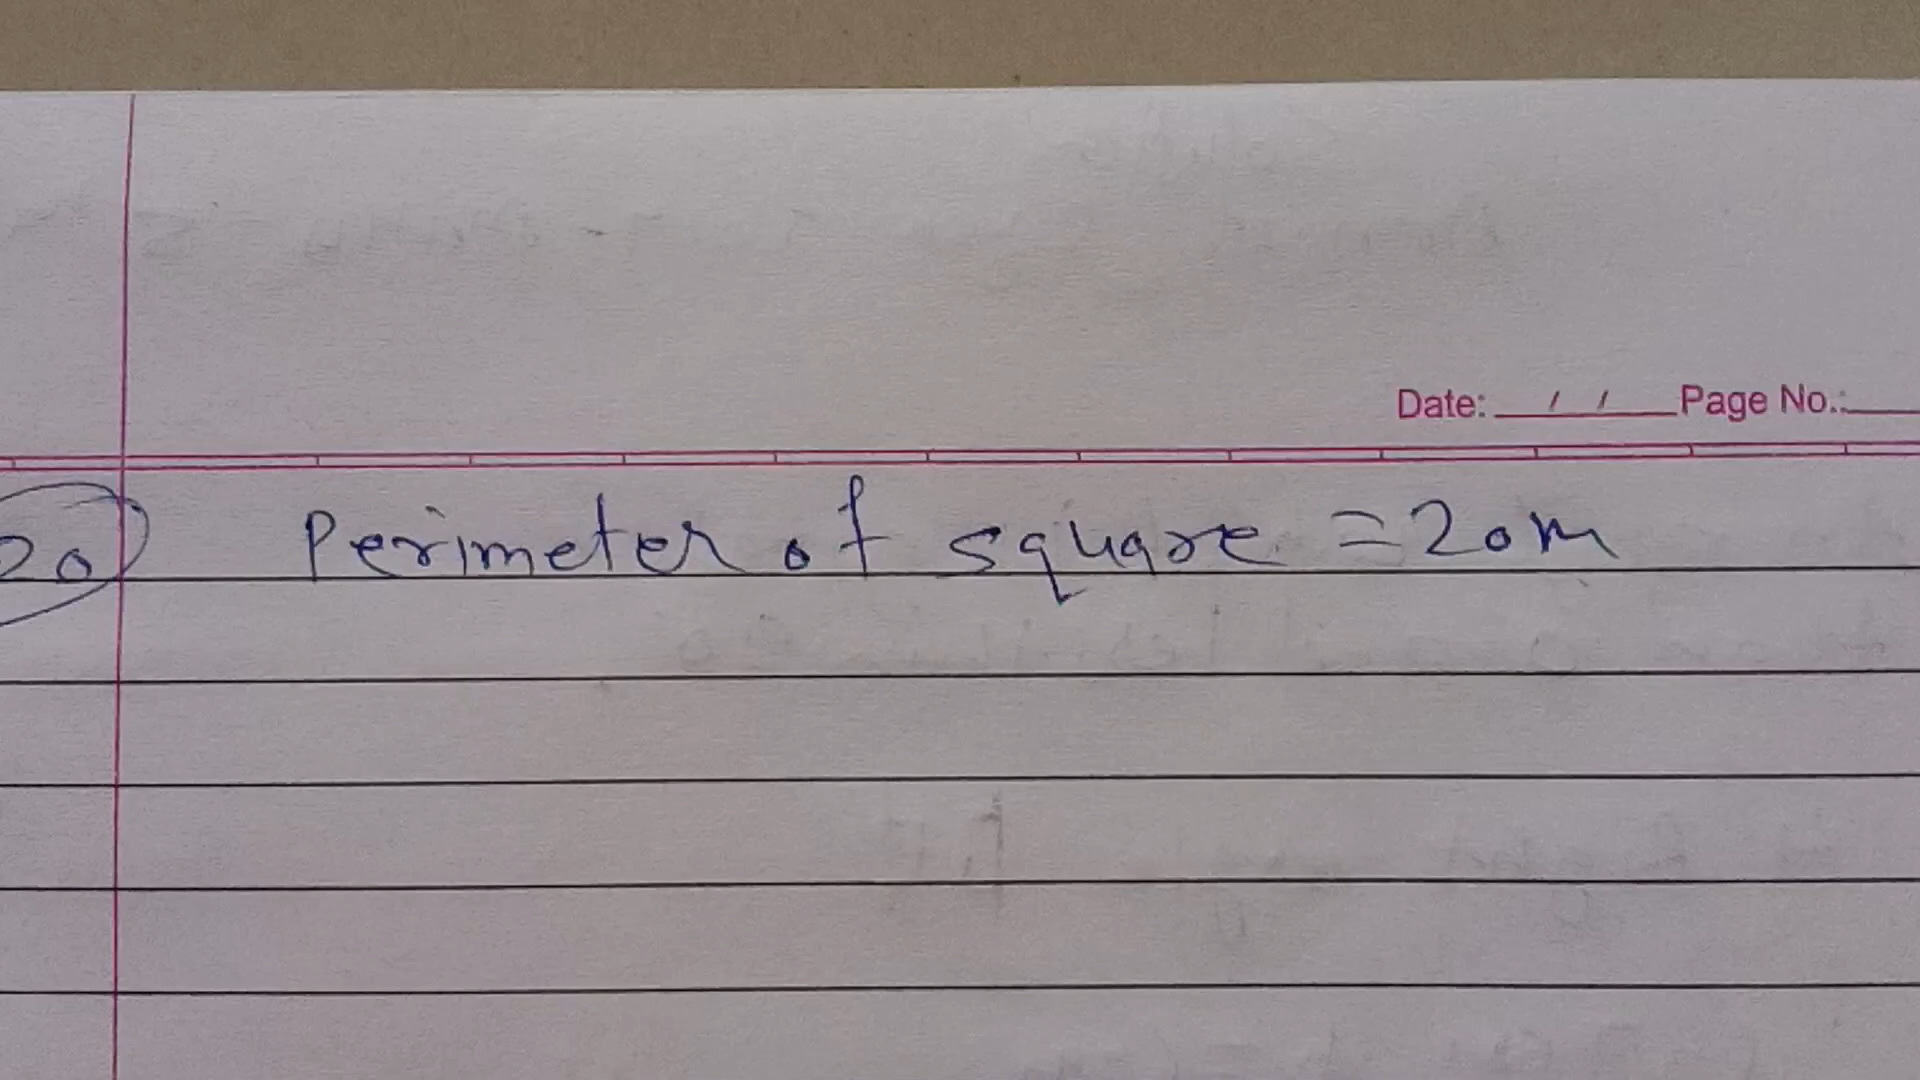 Date: / / Page No.:
20 Perimeter of square = 20m